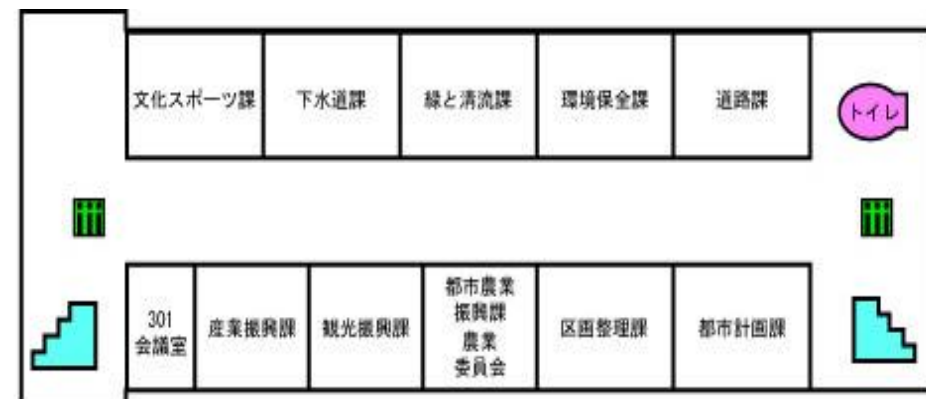 文化スポーツ課
下水道課
緑と清流課
環境保全課
道路課
トイレ
301
会議室
産業振興課
観光振興課
都市農業
振興課
農業
委員会
区画整理課
都市計画課